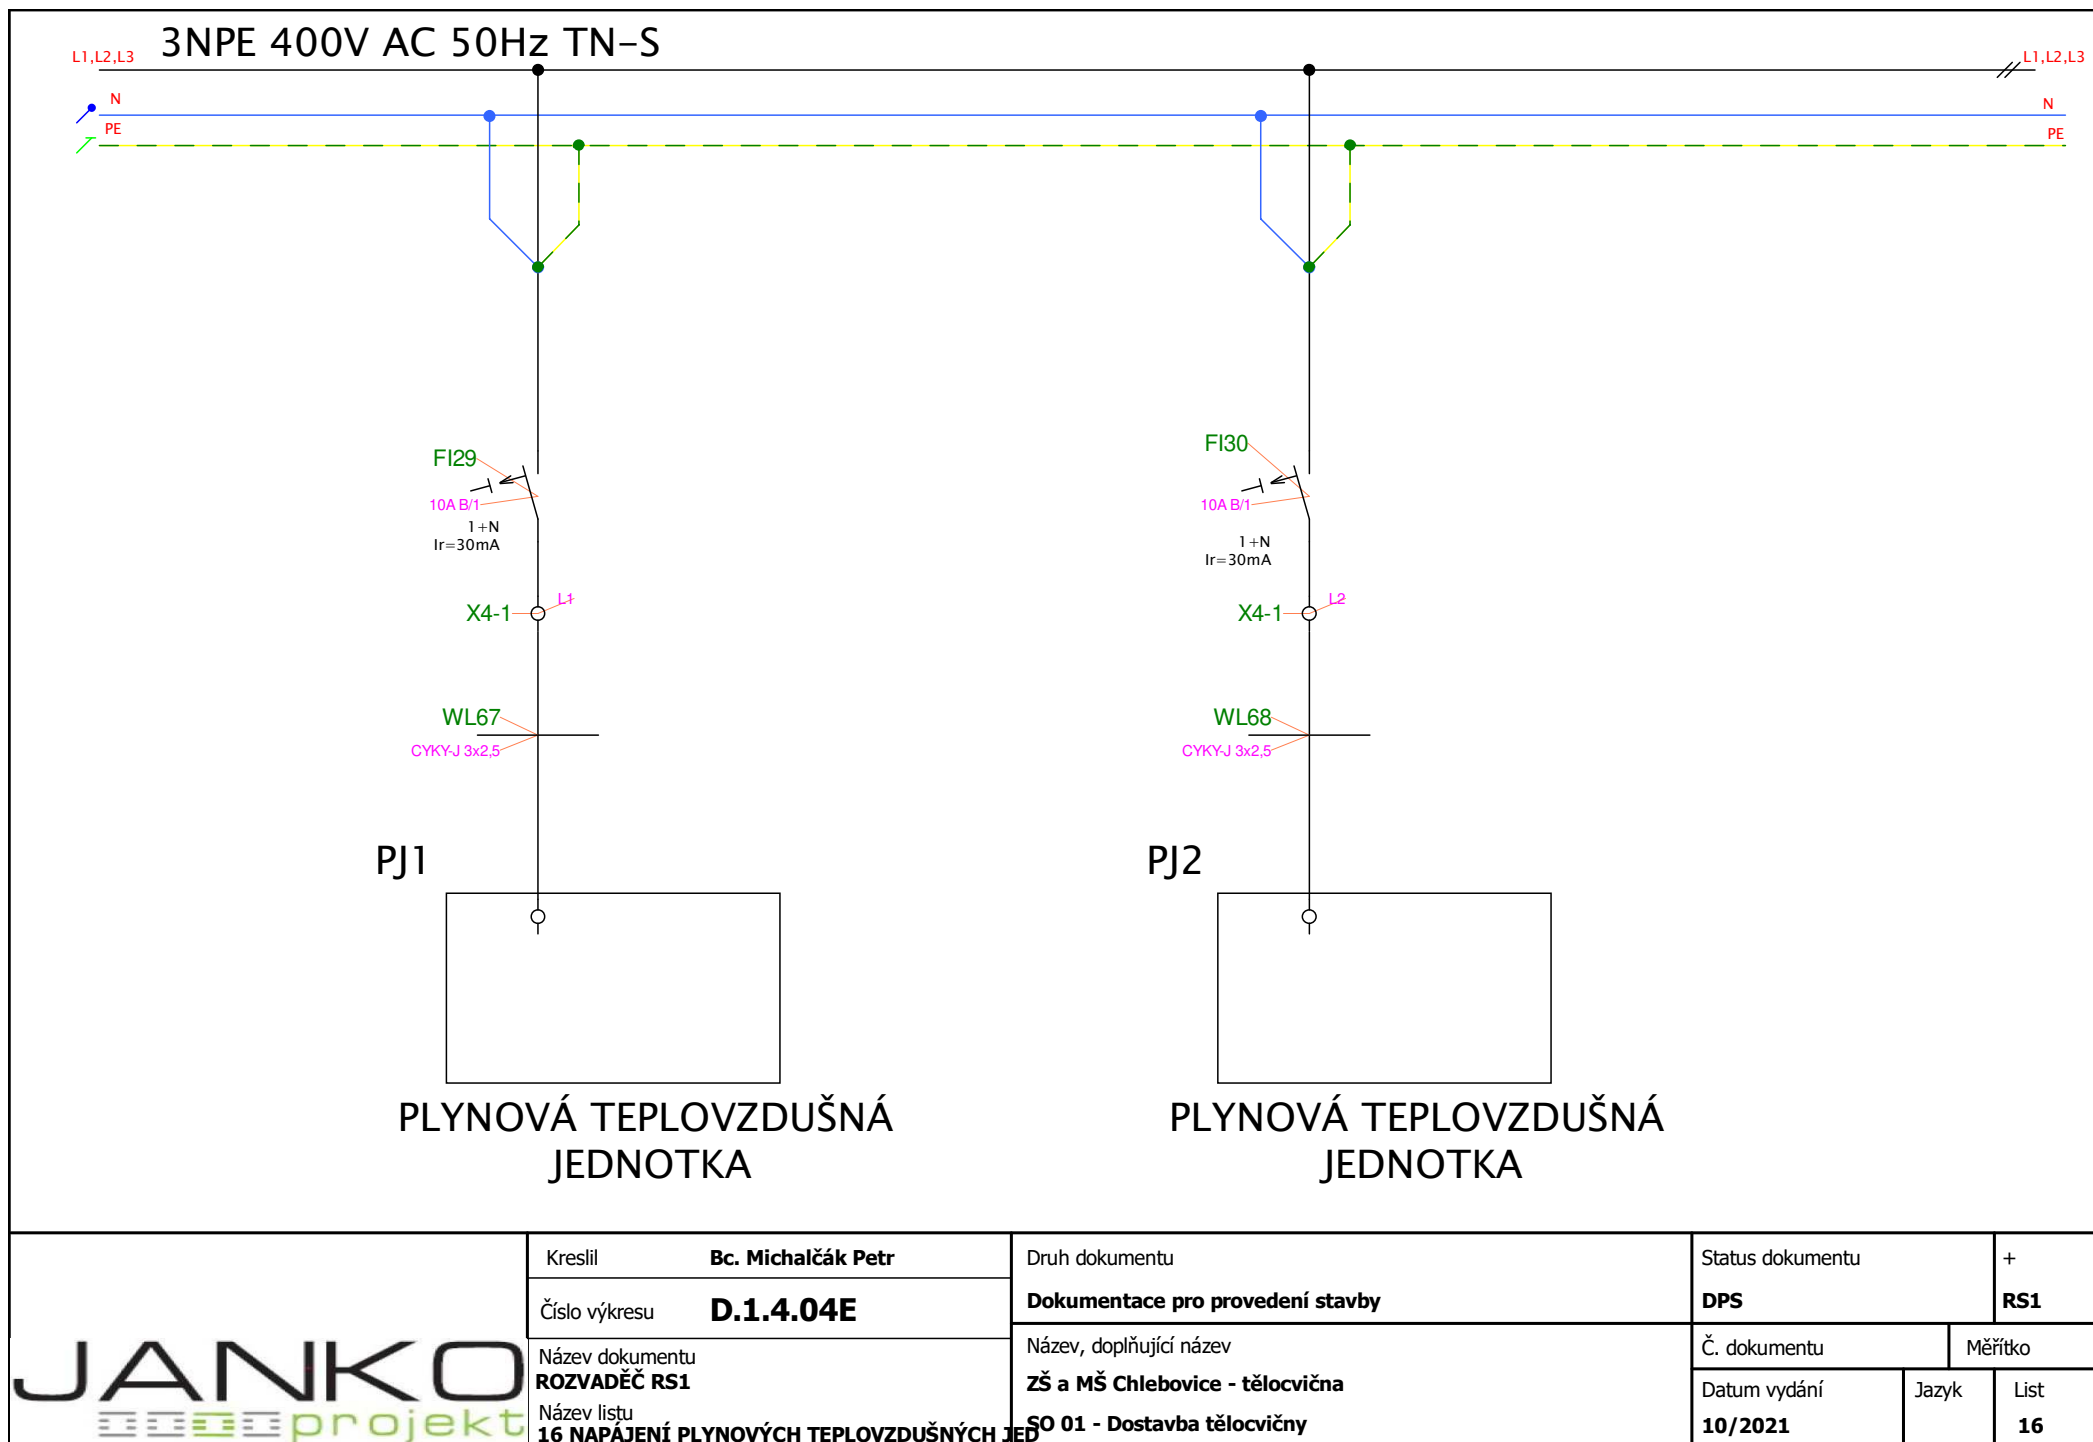 3NPE 400V AC 50Hz TN-S
L1,L2,L3
L1,L2,L3
N
N
PE
PE
FI29
10A B/1
1+N
Ir=30mA
X4-1
L1
WL67
CYKY-J 3x2,5
PJ1
PLYNOVÁ TEPLOVZDUŠNÁ
JEDNOTKA
FI30
10A B/1
1+N
Ir=30mA
X4-1
L2
WL68
CYKY-J 3x2,5
PJ2
PLYNOVÁ TEPLOVZDUŠNÁ
JEDNOTKA
JANKO
projekt
Kreslil Bc. Michalčák Petr
Číslo výkresu D.1.4.04E
Název dokumentu
ROZVADĚČ RS1
Název listu
16 NAPÁJENÍ PLYNOVÝCH TEPLOVZDUŠNÝCH JED
Druh dokumentu
Dokumentace pro provedení stavby
Název, doplňující název
ZŠ a MŠ Chlebovice - tělocvična
SO 01 - Dostavba tělocvičny
Status dokumentu
DPS
+
RS1
Č. dokumentu
Měřítko
Datum vydání
10/2021
Jazyk
List
16